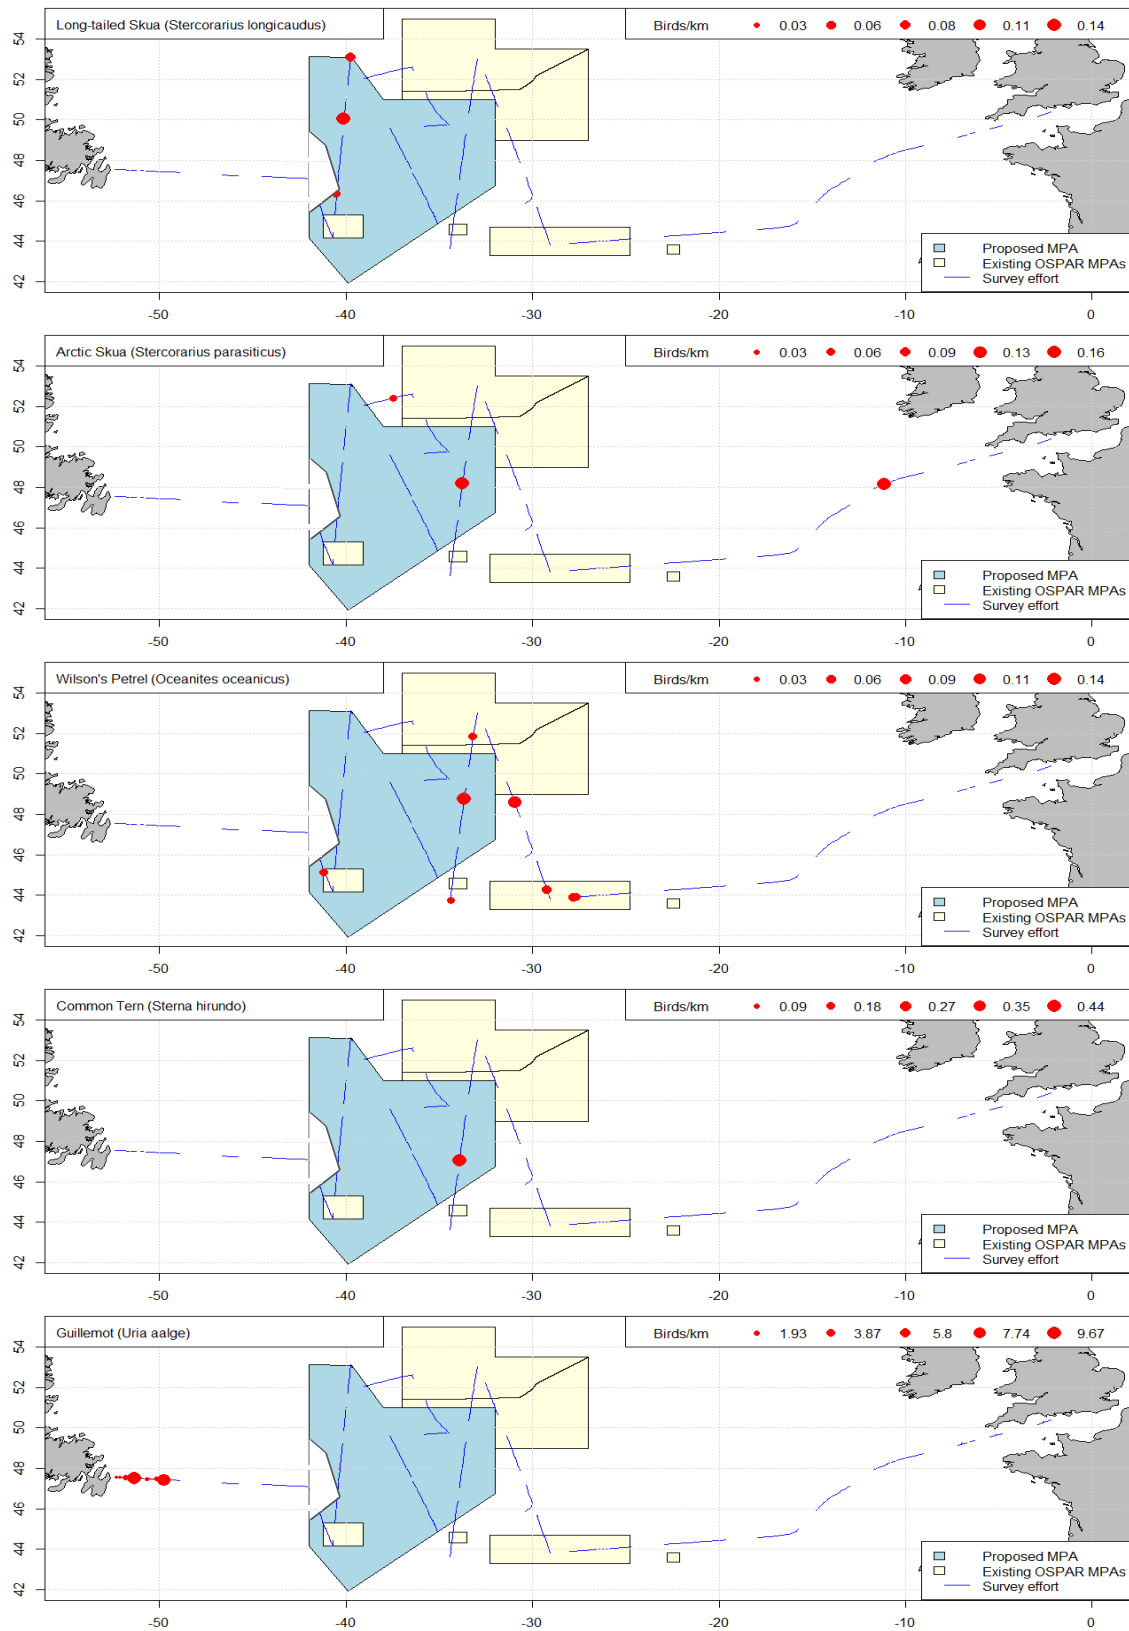 Long-tailed Skua (Stercorarius longicaudus)
Birds/km 0.03 0.06 0.08 0.11 0.14
54
52
50
48
46
44
42
Proposed MPA
Existing OSPAR MPAs
Survey effort
-50 -40 -30 -20 -10 0
Arctic Skua (Stercorarius parasiticus)
Birds/km 0.03 0.06 0.09 0.13 0.16
54
52
50
48
46
44
42
Proposed MPA
Existing OSPAR MPAs
Survey effort
-50 -40 -30 -20 -10 0
Wilson's Petrel (Oceanites oceanicus)
Birds/km 0.03 0.06 0.09 0.11 0.14
54
52
50
48
46
44
42
Proposed MPA
Existing OSPAR MPAs
Survey effort
-50 -40 -30 -20 -10 0
Common Tern (Sterna hirundo)
Birds/km 0.09 0.18 0.27 0.35 0.44
54
52
50
48
46
44
42
Proposed MPA
Existing OSPAR MPAs
Survey effort
-50 -40 -30 -20 -10 0
Guillemot (Uria aalge)
Birds/km 1.93 3.87 5.8 7.74 9.67
54
52
50
48
46
44
42
Proposed MPA
Existing OSPAR MPAs
Survey effort
-50 -40 -30 -20 -10 0